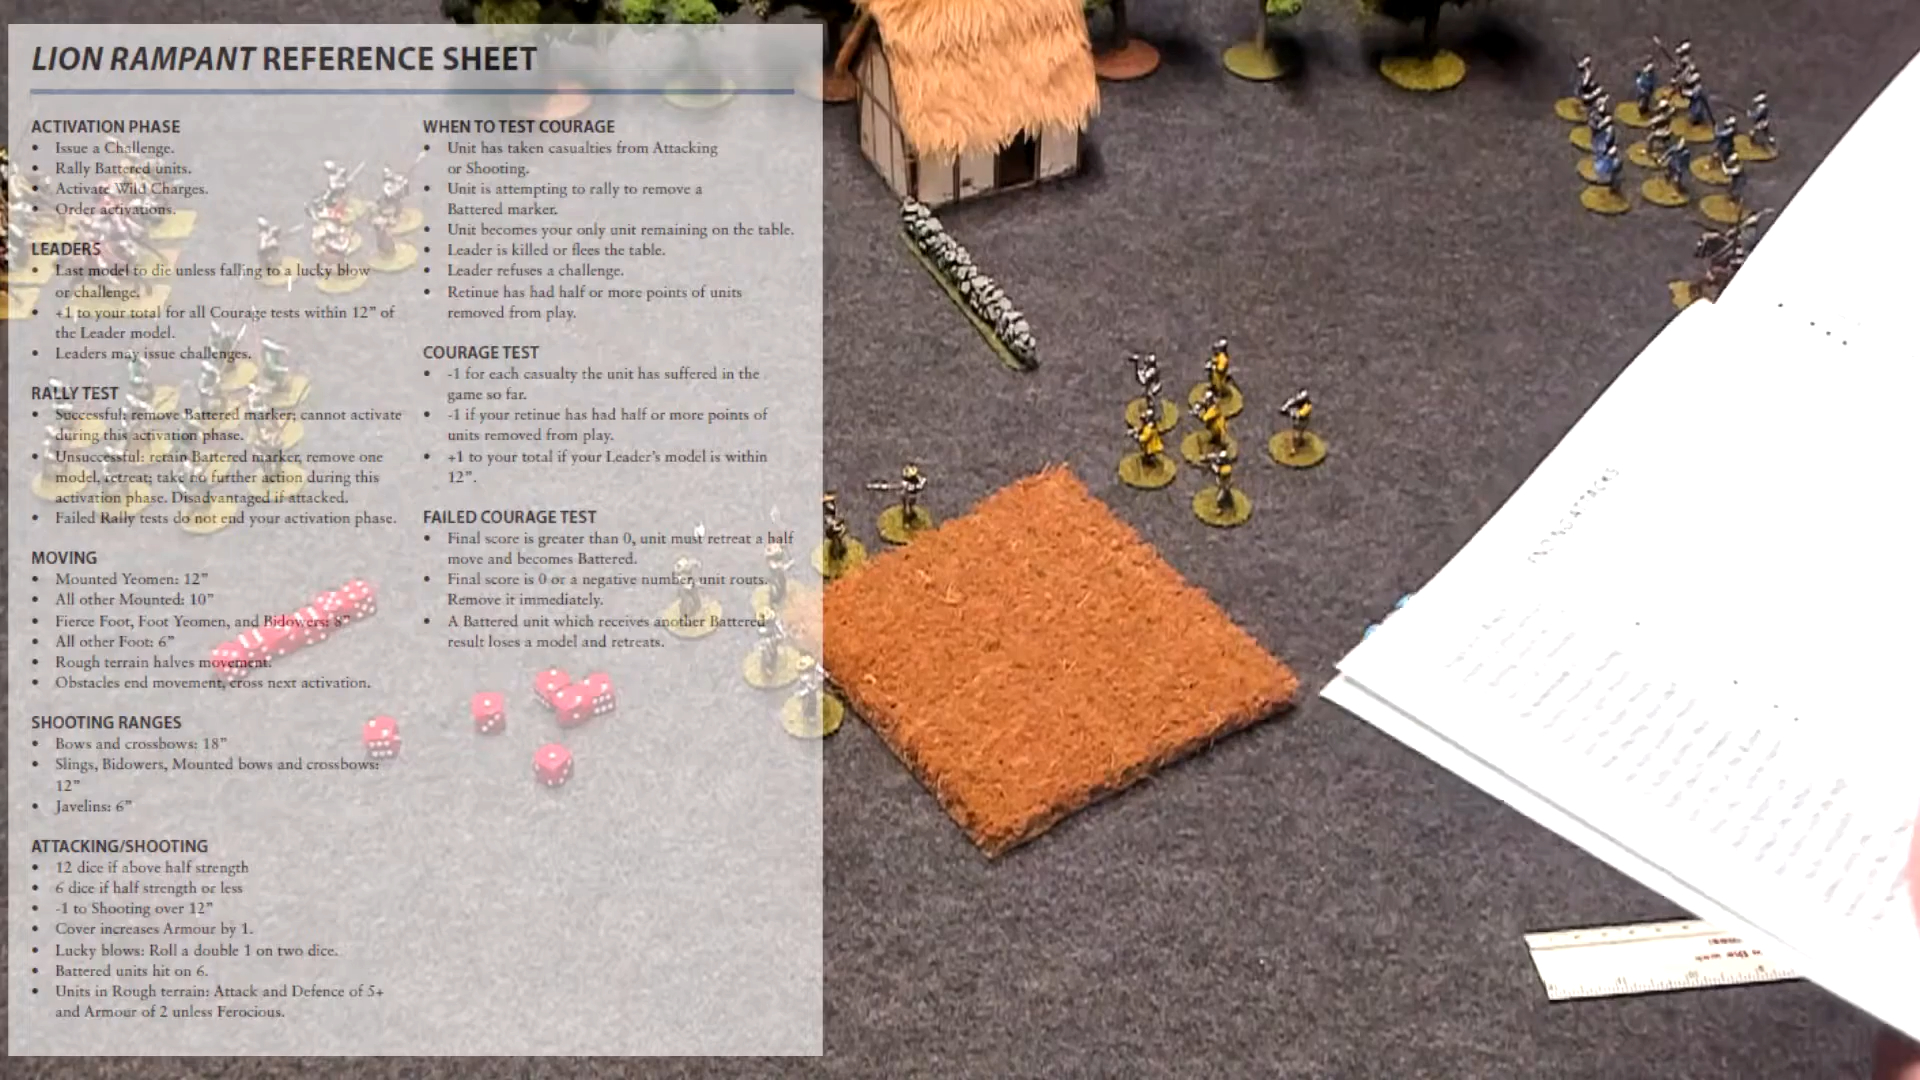 LION RAMPANT REFERENCE SHEET
ACTIVATION PHASE
• Issue a Challenge.
• Rally Battered units.
• Activate Wild Charges.
• Order activations.
LEADERS
• Last model to die unless falling to a lucky blow
or challenge.
• +1 to your total for all Courage tests within 12” of
the Leader model.
• Leaders may issue challenges.
RALLY TEST
• Successful: remove Battered marker; cannot activate
during this activation phase.
• Unsuccessful: retain Battered marker, remove one
model, retreat; take no further action during this
activation phase. Disadvantaged if attacked.
• Failed Rally tests do not end your activation phase.
MOVING
• Mounted Yeomen: 12”
• All other Mounted: 10”
• Fierce Foot, Foot Yeomen, and Bidowers: 8”
• All other Foot: 6”
• Rough terrain halves movement.
• Obstacles end movement, cross next activation.
SHOOTING RANGES
• Bows and crossbows: 18”
• Slings, Bidowers, Mounted bows and crossbows:
12”
• Javelins: 6”
ATTACKING/SHOOTING
• 12 dice if above half strength
• 6 dice if half strength or less
• -1 to Shooting over 12”
• Cover increases Armour by 1.
• Lucky blows: Roll a double 1 on two dice.
• Battered units hit on 6.
• Units in Rough terrain: Attack and Defence of 5+
and Armour of 2 unless Ferocious.
WHEN TO TEST COURAGE
• Unit has taken casualties from Attacking
or Shooting.
• Unit is attempting to rally to remove a
Battered marker.
• Unit becomes your only unit remaining on the table.
• Leader is killed or flees the table.
• Leader refuses a challenge.
• Retinue has had half or more points of units
removed from play.
COURAGE TEST
• -1 for each casualty the unit has suffered in the
game so far.
• -1 if your retinue has had half or more points of
units removed from play.
• +1 to your total if your Leader’s model is within
12”.
FAILED COURAGE TEST
• Final score is greater than 0, unit must retreat a half
move and becomes Battered.
• Final score is 0 or a negative number, unit routs.
Remove it immediately.
• A Battered unit which receives another Battered
result loses a model and retreats.